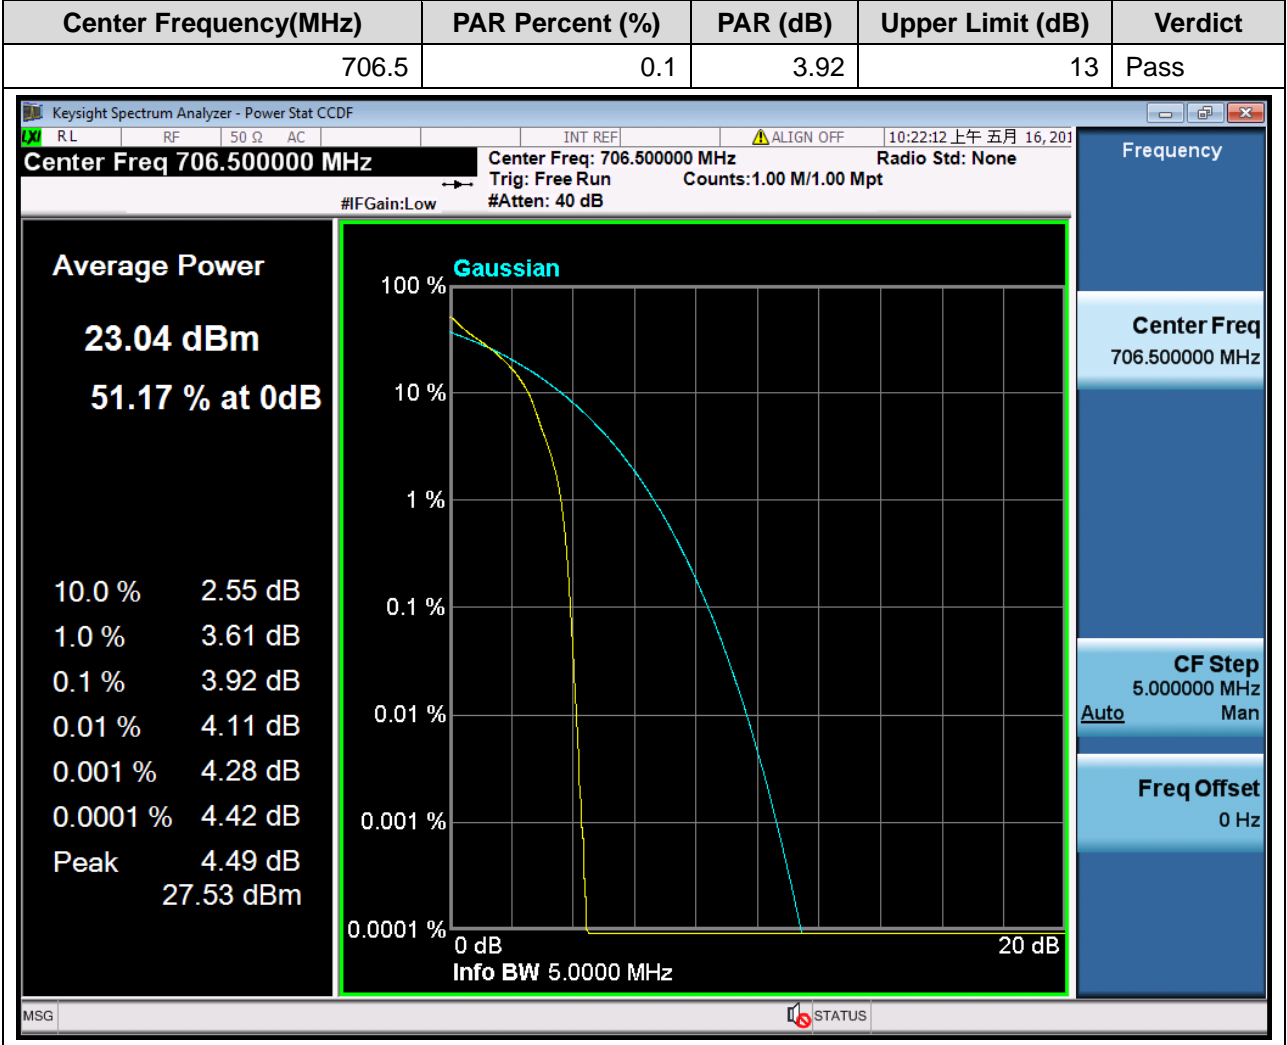 Center Frequency(MHz) PAR Percent (%) PAR (dB) Upper Limit (dB) Verdict
706.5 0.1 3.92 13 Pass
Keysight Spectrum Analyzer - Power Stat CCDF
LXI RL RF 50 Ω AC INT REF ALIGN OFF 10:22:12 上午 五月 16, 201
Center Freq 706.500000 MHz
Center Freq: 706.500000 MHz Radio Std: None
Trig: Free Run Counts:1.00 M/1.00 Mpt
#IFGain:Low #Atten: 40 dB
Frequency
Average Power
23.04 dBm
51.17 % at 0dB
10.0 % 2.55 dB
1.0 % 3.61 dB
0.1 % 3.92 dB
0.01 % 4.11 dB
0.001 % 4.28 dB
0.0001 % 4.42 dB
Peak 4.49 dB
27.53 dBm
Gaussian
100 %
10 %
1 %
0.1 %
0.01 %
0.001 %
0.0001 %
0 dB 20 dB
Info BW 5.0000 MHz
Center Freq
706.500000 MHz
CF Step
5.000000 MHz
Auto Man
Freq Offset
0 Hz
MSG STATUS